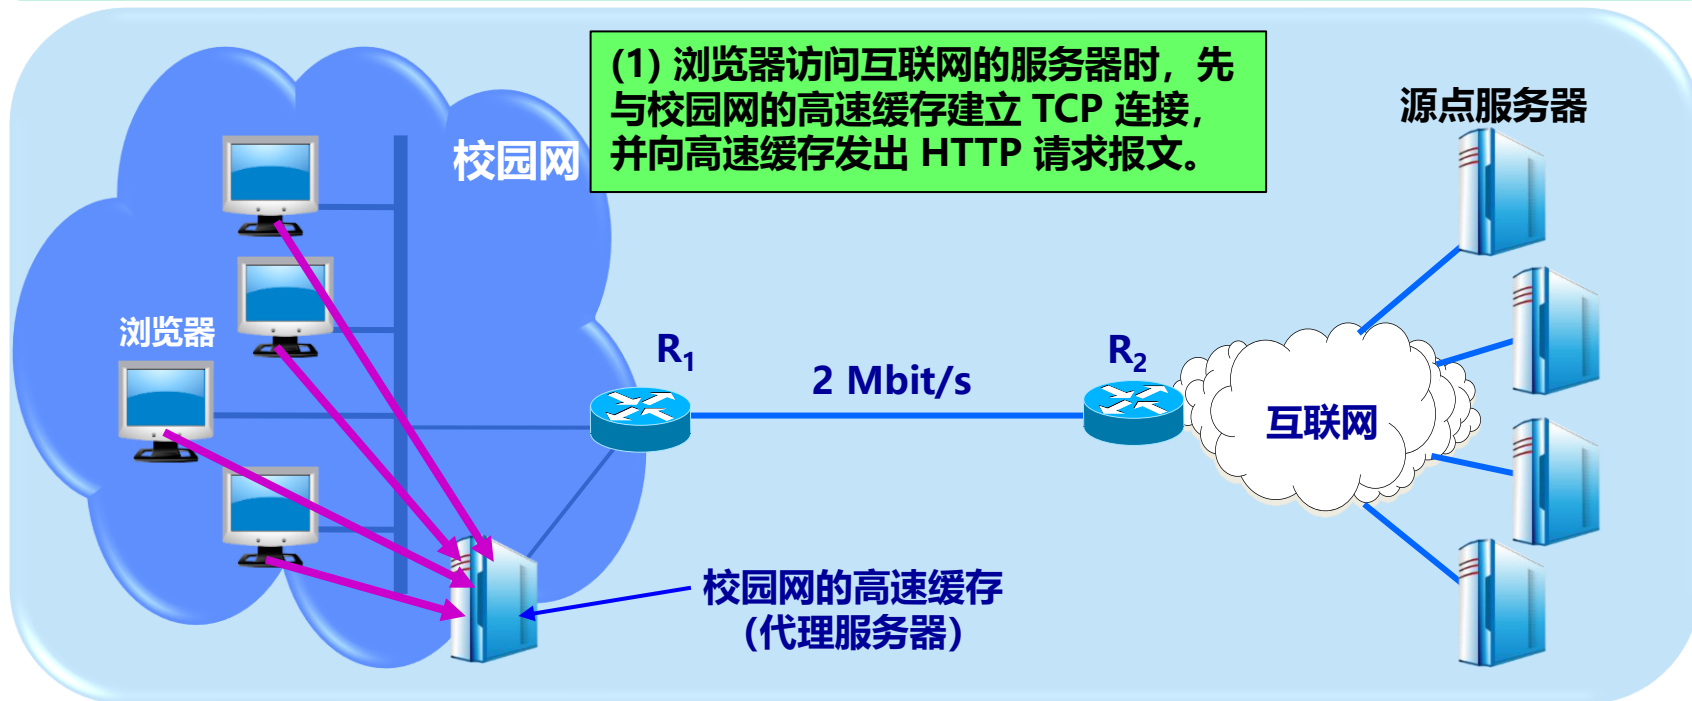 (1) 浏览器访问互联网的服务器时，先
与校园网的高速缓存建立 TCP 连接，
并向高速缓存发出 HTTP 请求报文。
源点服务器
校园网
浏览器
R1
2 Mbit/s
R2
互联网
校园网的高速缓存
(代理服务器)